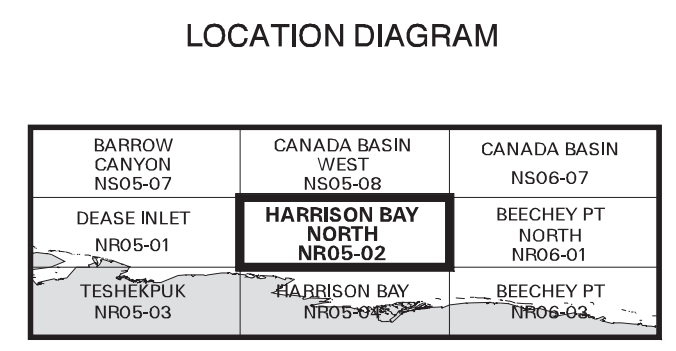 LOCATION DIAGRAM
BARROW
CANYON
NS05-07
CANADA BASIN
WEST
NS05-08
CANADA BASIN
NS06-07
DEASE INLET
NR05-01
HARRISON BAY
NORTH
NR05-02
BEECHEY PT
NORTH
NR06-01
TESHEKPUK
NR05-03
HARRISON BAY
NR05-04
BEECHEY PT
NR06-03